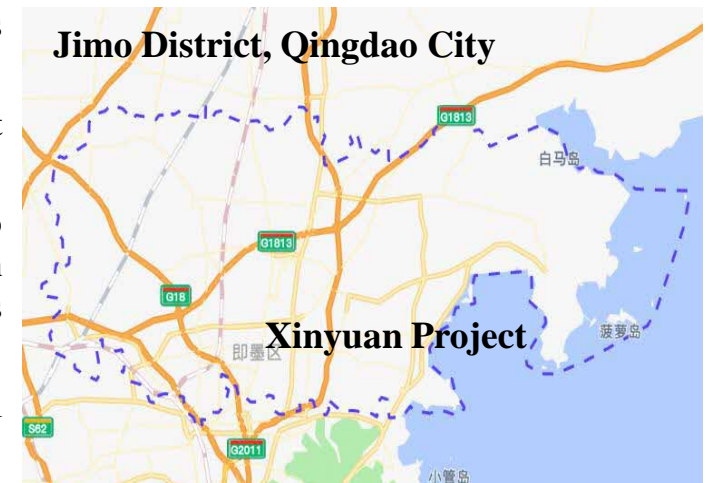 Jimo District, Qingdao City
G1813
白马岛
G1813
G18
Xinyuan Project
即墨区
菠萝岛
S62
G2011
小管岛